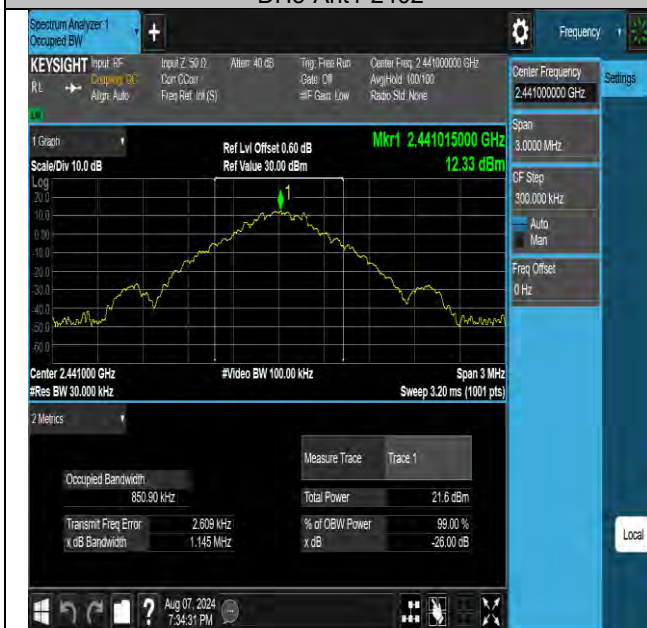 DH5-Ant1-2402
Spectrum Analyzer 1
Occupied BW
+
Frequency
KEYSIGHT Input: RF Input Z: 50 Ω Atten: 40 dB Trig: Free Run Center Freq: 2.441000000 GHz
RL Coupling: DC Corr CCorr Gate: Off Avg|Hold: 100/100
Align: Auto Freq Ref: Int (S) #IF Gain: Low Radio Std: None
Center Frequency
2.441000000 GHz
Settings
Span
3.0000 MHz
CF Step
300.000 kHz
Auto
Man
Freq Offset
0 Hz
1 Graph
Ref Lvl Offset 0.60 dB
Mkr1 2.441015000 GHz
Scale/Div 10.0 dB
Ref Value 30.00 dBm
12.33 dBm
Log
20.0
10.0
0.00
-10.0
-20.0
-30.0
-40.0
-50.0
-60.0
1
Center 2.441000 GHz
#Video BW 100.00 kHz
Span 3 MHz
#Res BW 30.000 kHz
Sweep 3.20 ms (1001 pts)
2 Metrics
Measure Trace Trace 1
Occupied Bandwidth
850.90 kHz
Total Power 21.6 dBm
Transmit Freq Error 2.609 kHz
% of OBW Power 99.00 %
x dB Bandwidth 1.145 MHz
x dB -26.00 dB
Local
?
Aug 07, 2024
7:34:31 PM